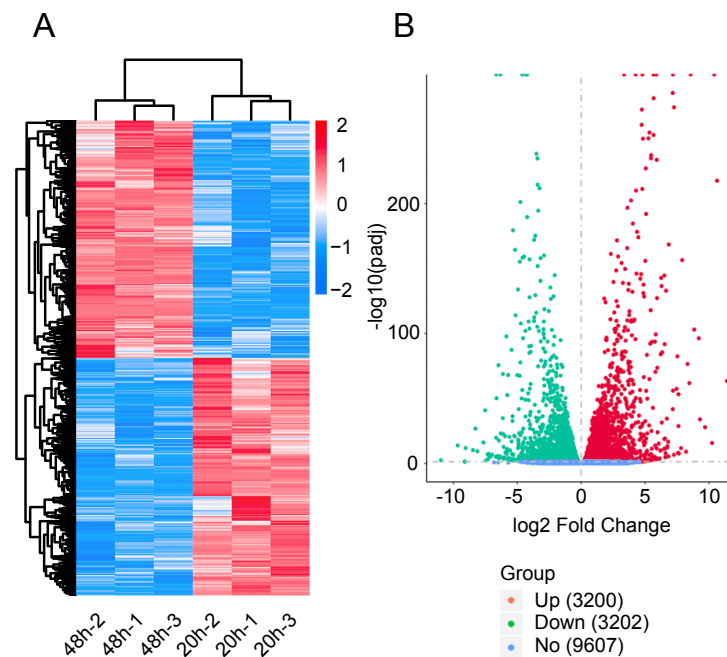 A
B
2
1
0
−1
−2
48h-2
48h-1
48h-3
20h-2
20h-1
20h-3
-log10(padj)
200
100
0
-10
-5
0
5
10
log2 Fold Change
Group
Up (3200)
Down (3202)
No (9607)